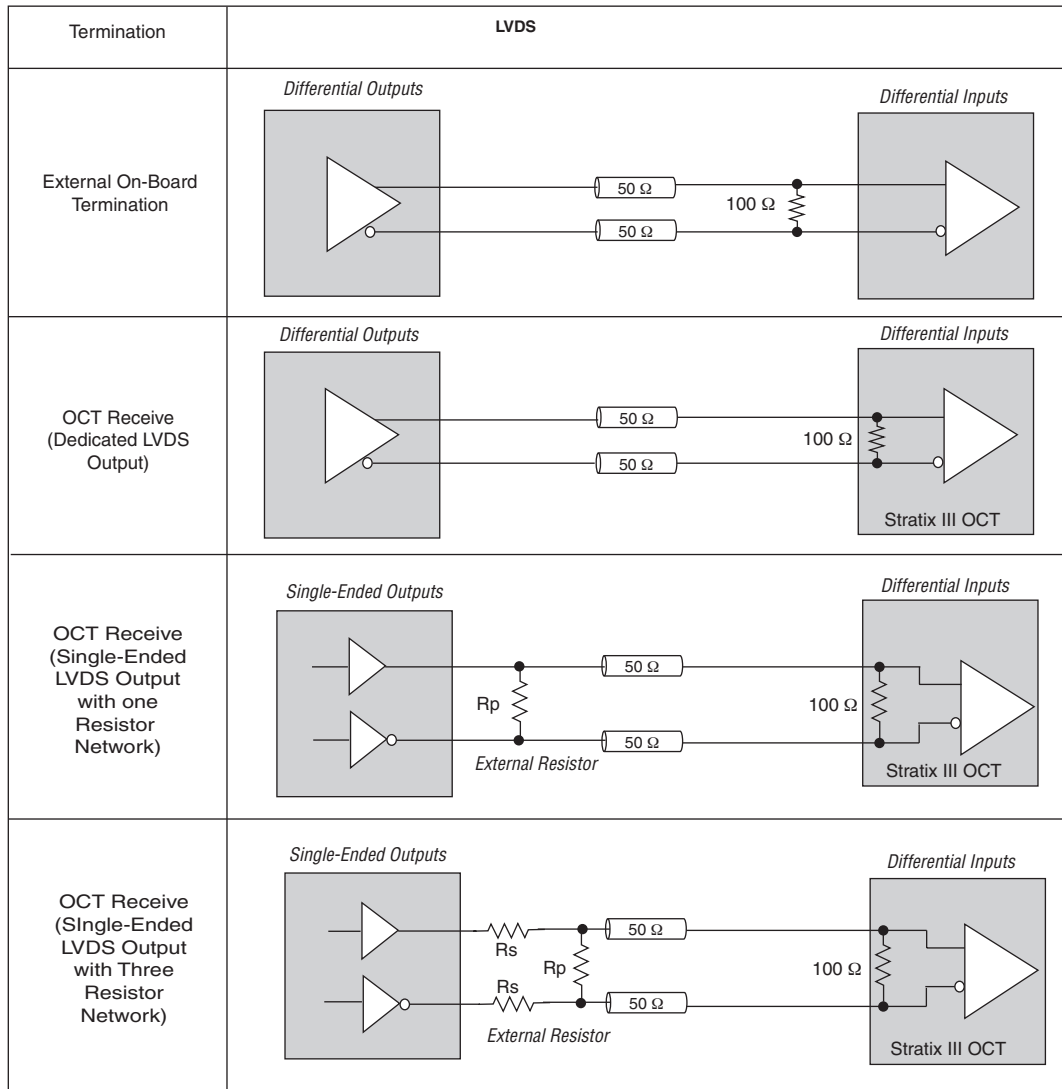 Termination
LVDS
External On-Board
Termination
Differential Outputs
Differential Inputs
50 Ω
50 Ω
100 Ω
OCT Receive
(Dedicated LVDS
Output)
Differential Outputs
Differential Inputs
50 Ω
50 Ω
100 Ω
Stratix III OCT
OCT Receive
(Single-Ended
LVDS Output
with one
Resistor
Network)
Single-Ended Outputs
Differential Inputs
50 Ω
Rp
100 Ω
50 Ω
External Resistor
Stratix III OCT
OCT Receive
(SIngle-Ended
LVDS Output
with Three
Resistor
Network)
Single-Ended Outputs
Differential Inputs
50 Ω
Rs
Rp
100 Ω
Rs
50 Ω
External Resistor
Stratix III OCT